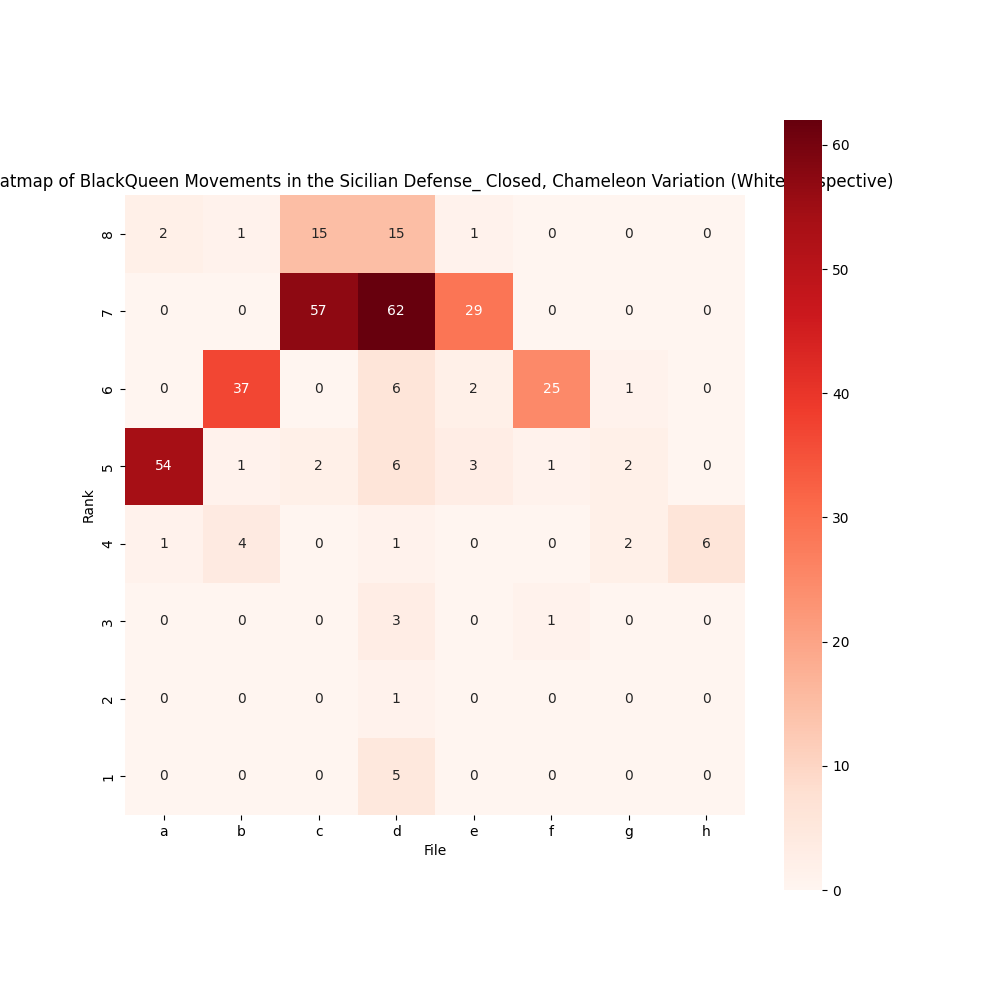 atmap of BlackQueen Movements in the Sicilian Defense_ Closed, Chameleon Variation (White spective)
8 2 1 15 15 1 0 0 0
7 0 0 57 62 29 0 0 0
6 0 37 0 6 2 25 1 0
5 54 1 2 6 3 1 2 0
4 1 4 0 1 0 0 2 6
3 0 0 0 3 0 1 0 0
2 0 0 0 1 0 0 0 0
1 0 0 0 5 0 0 0 0
a b c d e f g h
File
Rank
60
50
40
30
20
10
0